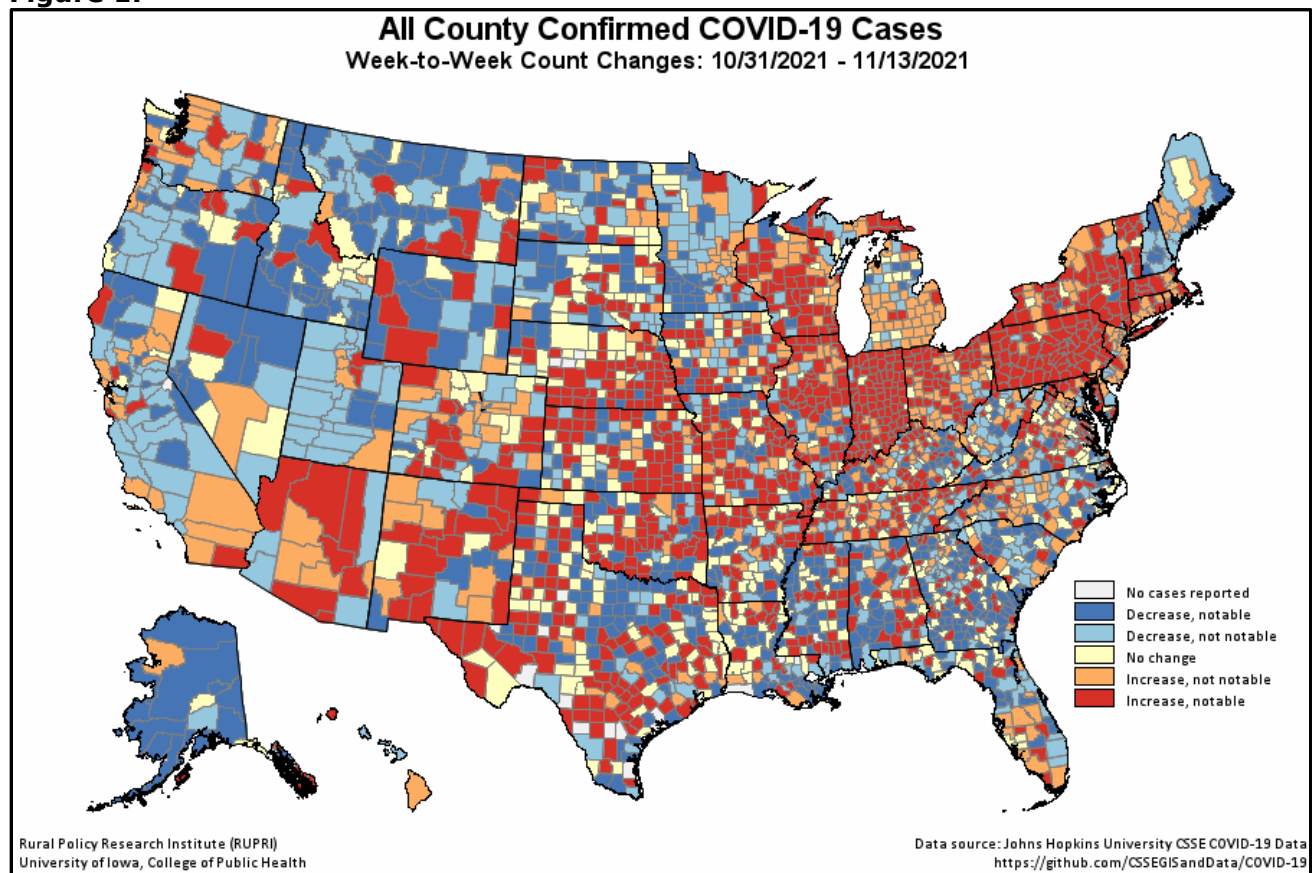 All County Confirmed COVID-19 Cases
Week-to-Week Count Changes: 10/31/2021 - 11/13/2021
No cases reported
Decrease, notable
Decrease, not notable
No change
Increase, not notable
Increase, notable
Rural Policy Research Institute (RUPRI)
University of Iowa, College of Public Health
Data source: Johns Hopkins University CSSE COVID-19 Data
https://github.com/CSSEGISandData/COVID-19